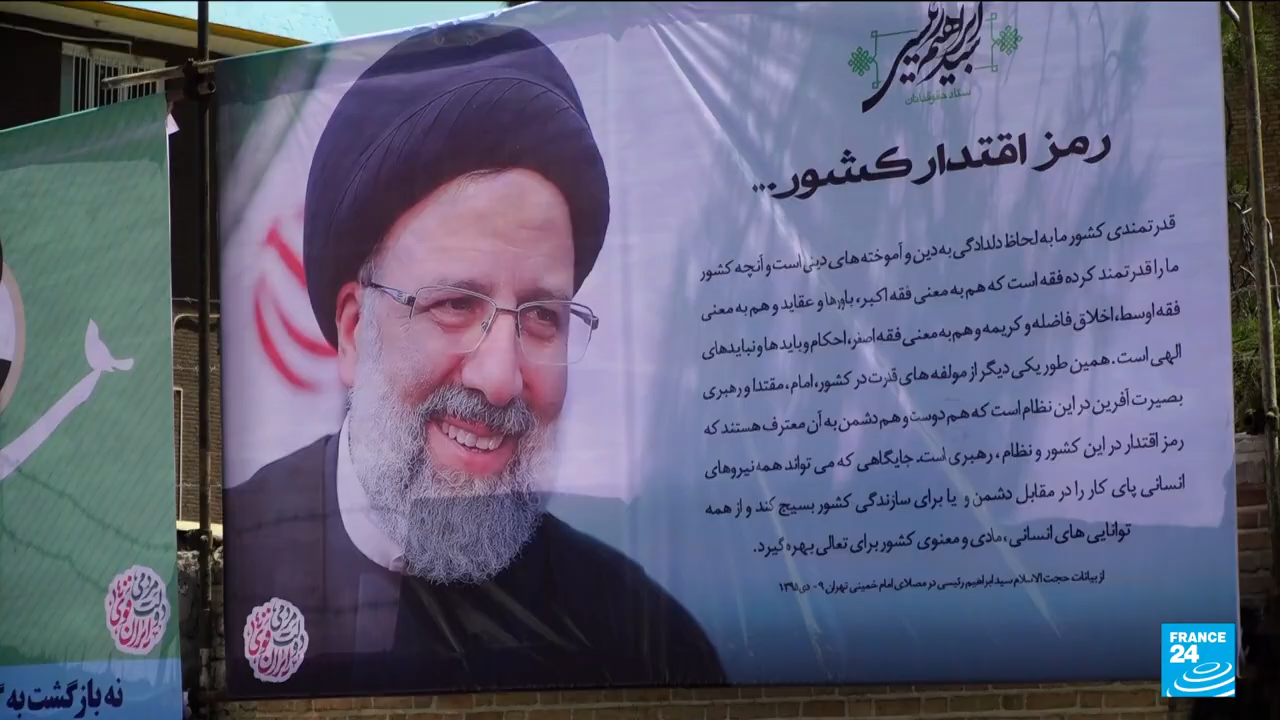 سید ابراهیم رئیسی
ستاد حقوقدانان
رمز اقتدار کشور...
قدرتمندی کشور ما به لحاظ دلدادگی به دین و آموخته های دینی است و آنچه کشور
ما را قدرتمند کرده فقه است که هم به معنی فقه اکبر، باورها و عقاید و هم به معنی
فقه اوسط، اخلاق فاضله و کریمه و هم به معنی فقه اصغر، احکام و باید ها و نبایدهای
الهی است. همین طور یکی دیگر از مولفه های قدرت در کشور، امام، مقتدا و رهبری
بصیرت آفرین در این نظام است که هم دوست و هم دشمن به آن معترف هستند که
رمز اقتدار در این کشور و نظام، رهبری است. جایگاهی که می تواند همه نیروهای
انسانی پای کار را در مقابل دشمن و یا برای سازندگی کشور بسیج کند و از همه
توانایی های انسانی، مادی و معنوی کشور برای تعالی بهره گیرد.
از بیانات حجت الاسلام سید ابراهیم رئیسی در مصلای امام خمینی تهران ۹- دی ۱۳۹۸
دولت مردمی
ایران قوی
دولت مردمی
ایران قوی
نه بازگشت به
FRANCE
24